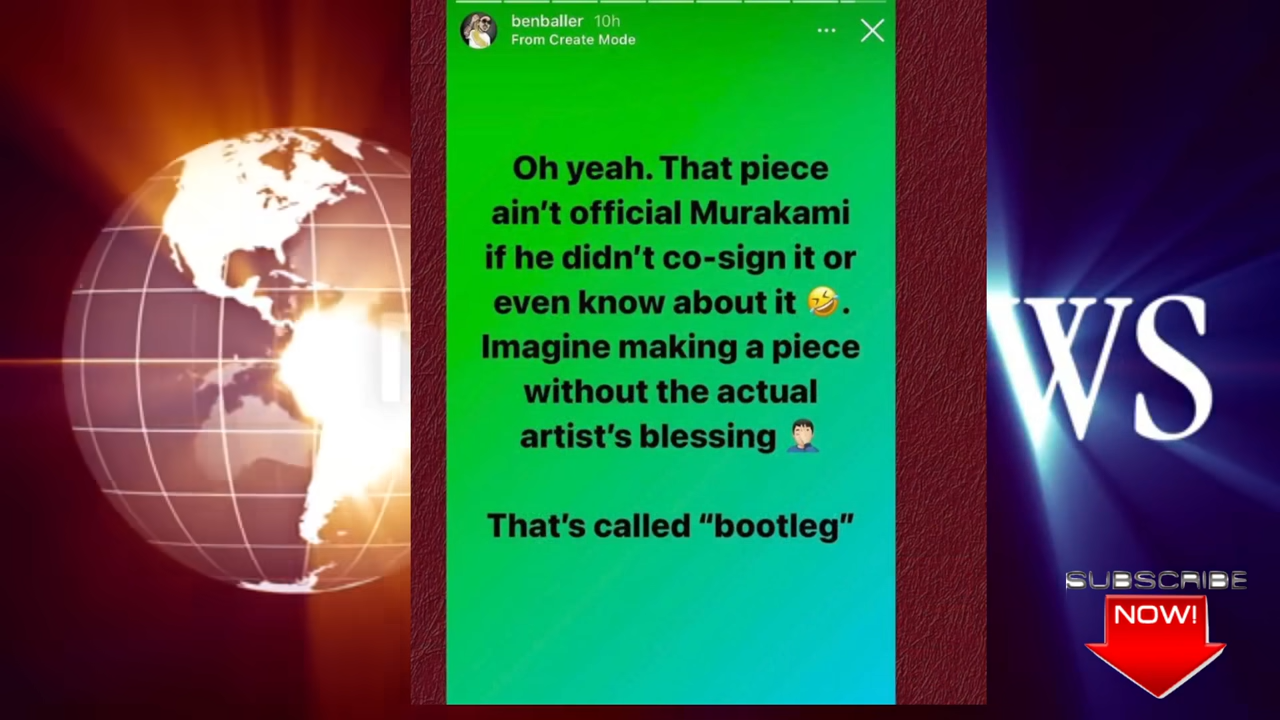 benballer 10h
From Create Mode
Oh yeah. That piece
ain't official Murakami
if he didn't co-sign it or
even know about it 🤣.
Imagine making a piece
without the actual
artist's blessing 🤦🏻‍♂️
That's called “bootleg”
WS
SUBSCRIBE
NOW!